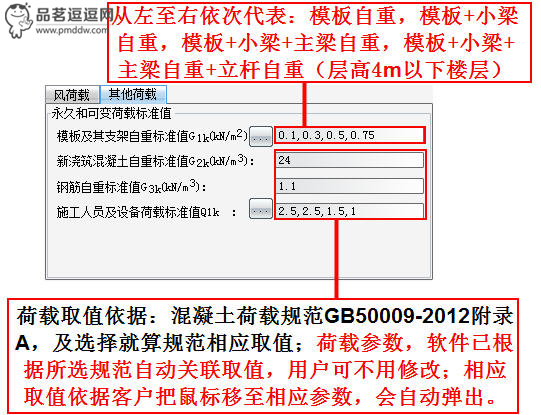 品茗逗逗网
www.pmddw.com
从左至右依次代表：模板自重，模板+小梁
自重，模板+小梁+主梁自重，模板+小梁+
主梁自重+立杆自重（层高4m以下楼层）
风荷载 其他荷载
永久和可变荷载标准值
模板及其支架自重标准值G1k(kN/m2) ... 0.1,0.3,0.5,0.75
新浇筑混凝土自重标准值G2k(kN/m3)： 24
钢筋自重标准值G3k(kN/m3)： 1.1
施工人员及设备荷载标准值Q1k ： ... 2.5,2.5,1.5,1
荷载取值依据：混凝土荷载规范GB50009-2012附录
A，及选择就算规范相应取值；荷载参数，软件已根
据所选规范自动关联取值，用户可不用修改；相应
取值依据客户把鼠标移至相应参数，会自动弹出。